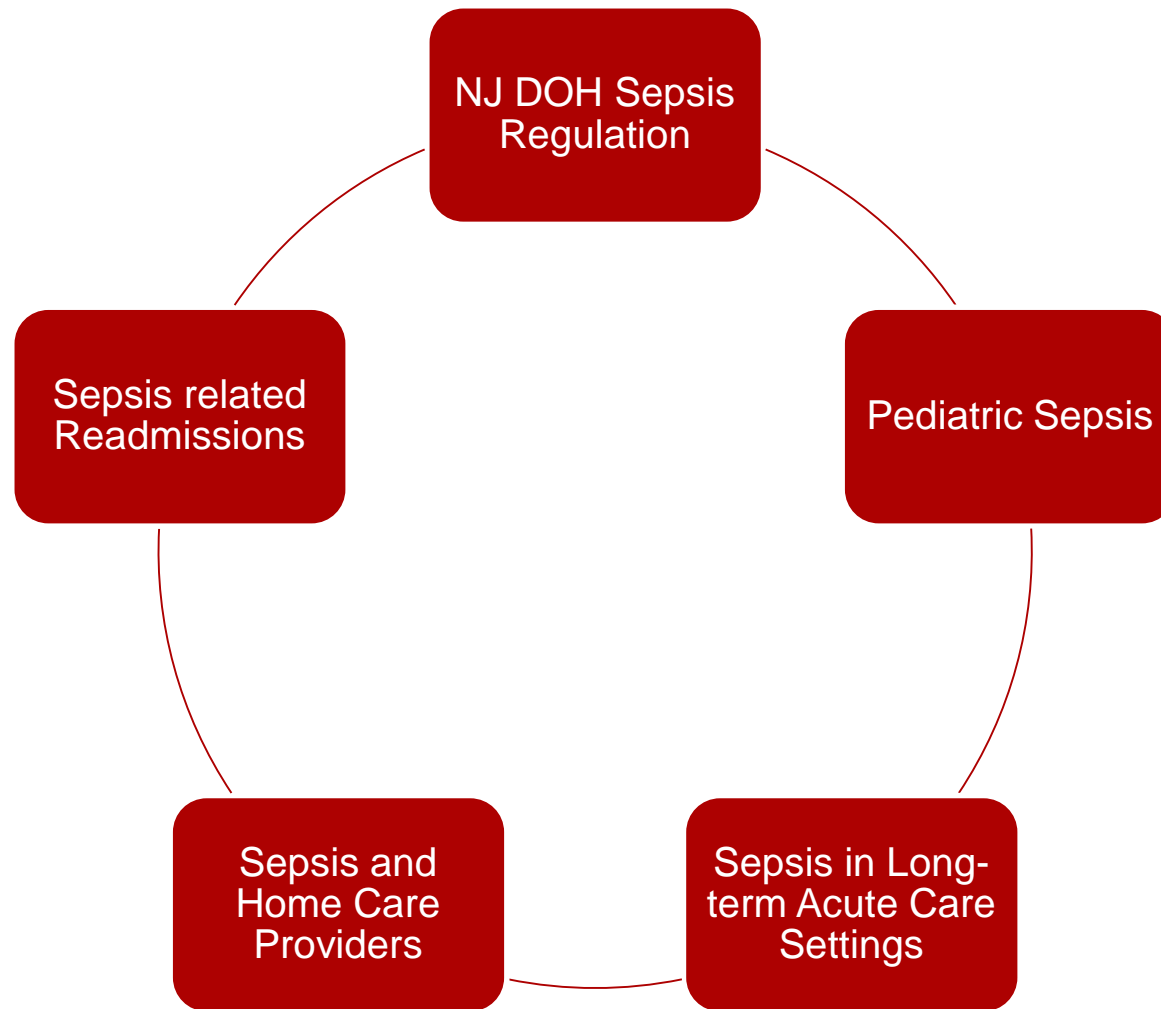 NJ DOH Sepsis
Regulation
Pediatric Sepsis
Sepsis in Long-
term Acute Care
Settings
Sepsis and
Home Care
Providers
Sepsis related
Readmissions